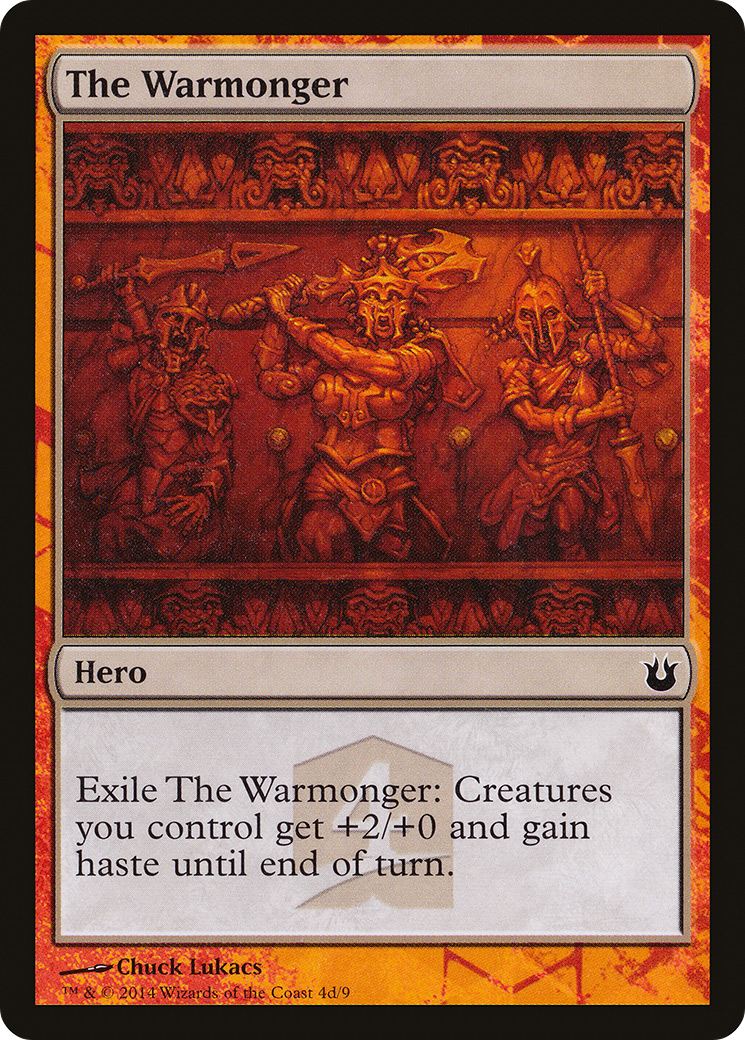 The Warmonger
Hero
4
Exile The Warmonger: Creatures
you control get +2/+0 and gain
haste until end of turn.
Chuck Lukacs
™ & © 2014 Wizards of the Coast 4d/9